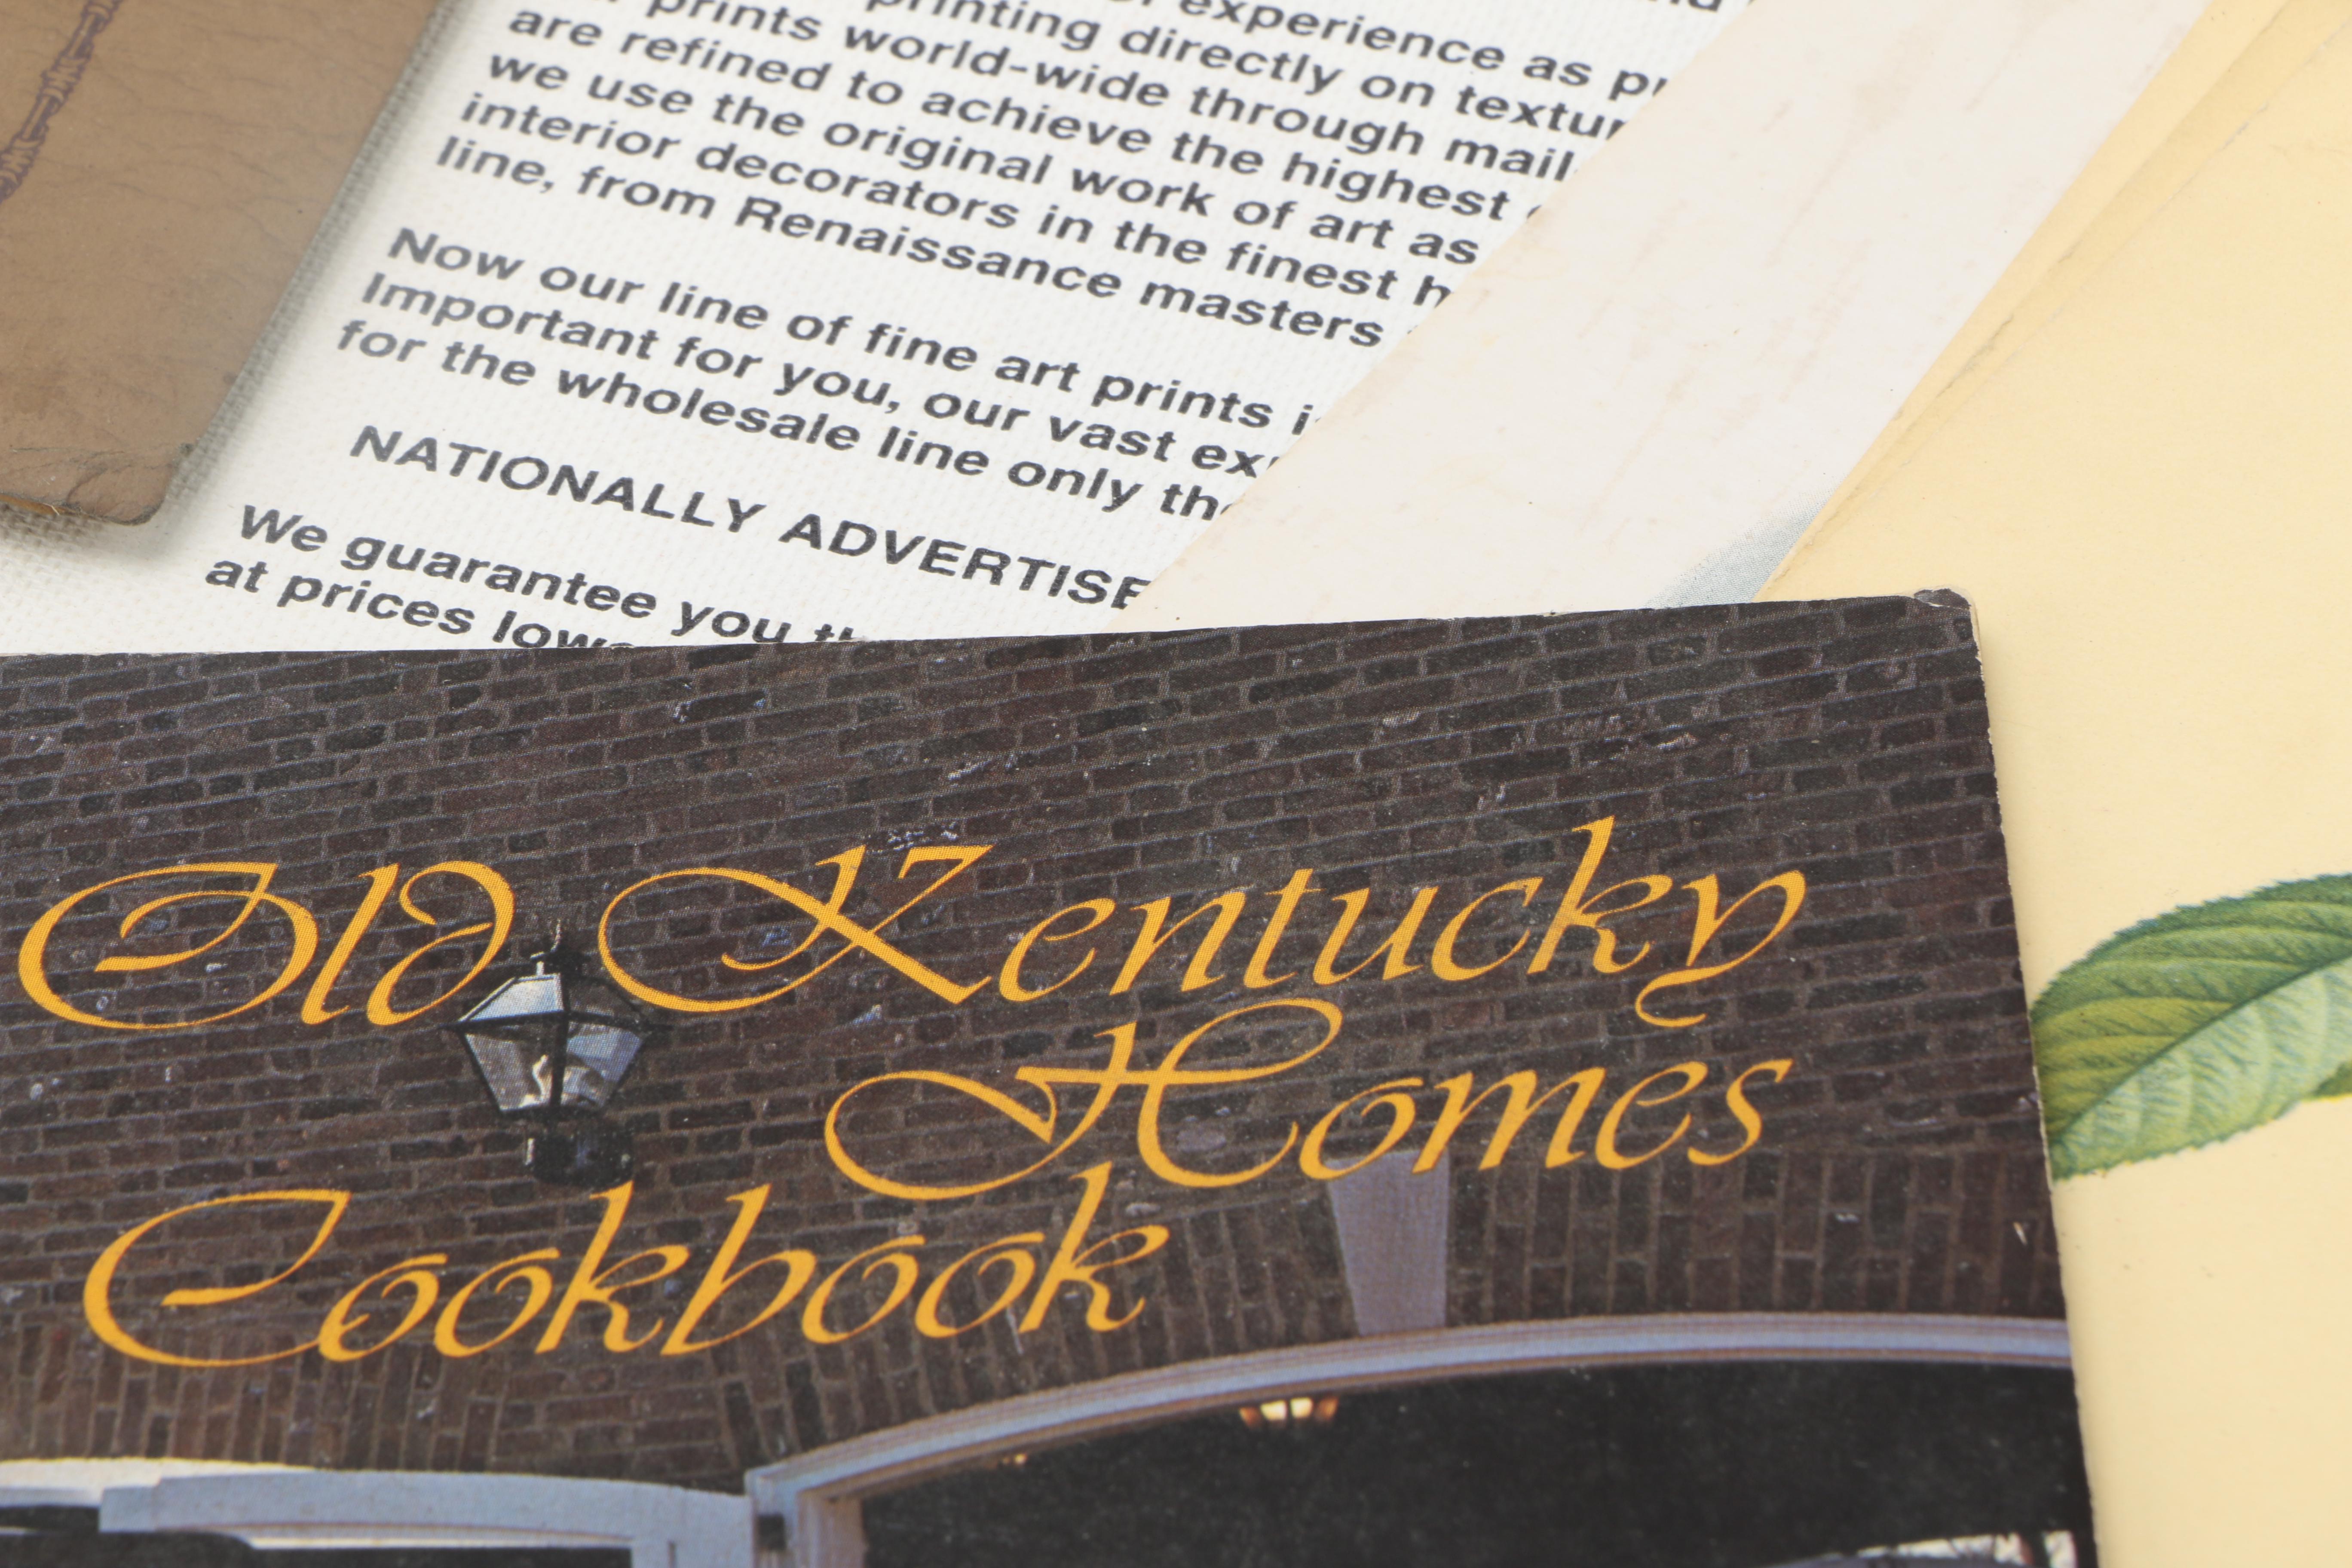 experience as
printing directly on
prints world-wide through mail
are refined to achieve the highest
we use the original work of art as
interior decorators in the finest
line, from Renaissance masters
Now our line of fine art prints
Important for you, our vast
for the wholesale line only
NATIONALLY ADVERTISE
We guarantee you
at prices
Old Kentucky
Homes
Cookbook